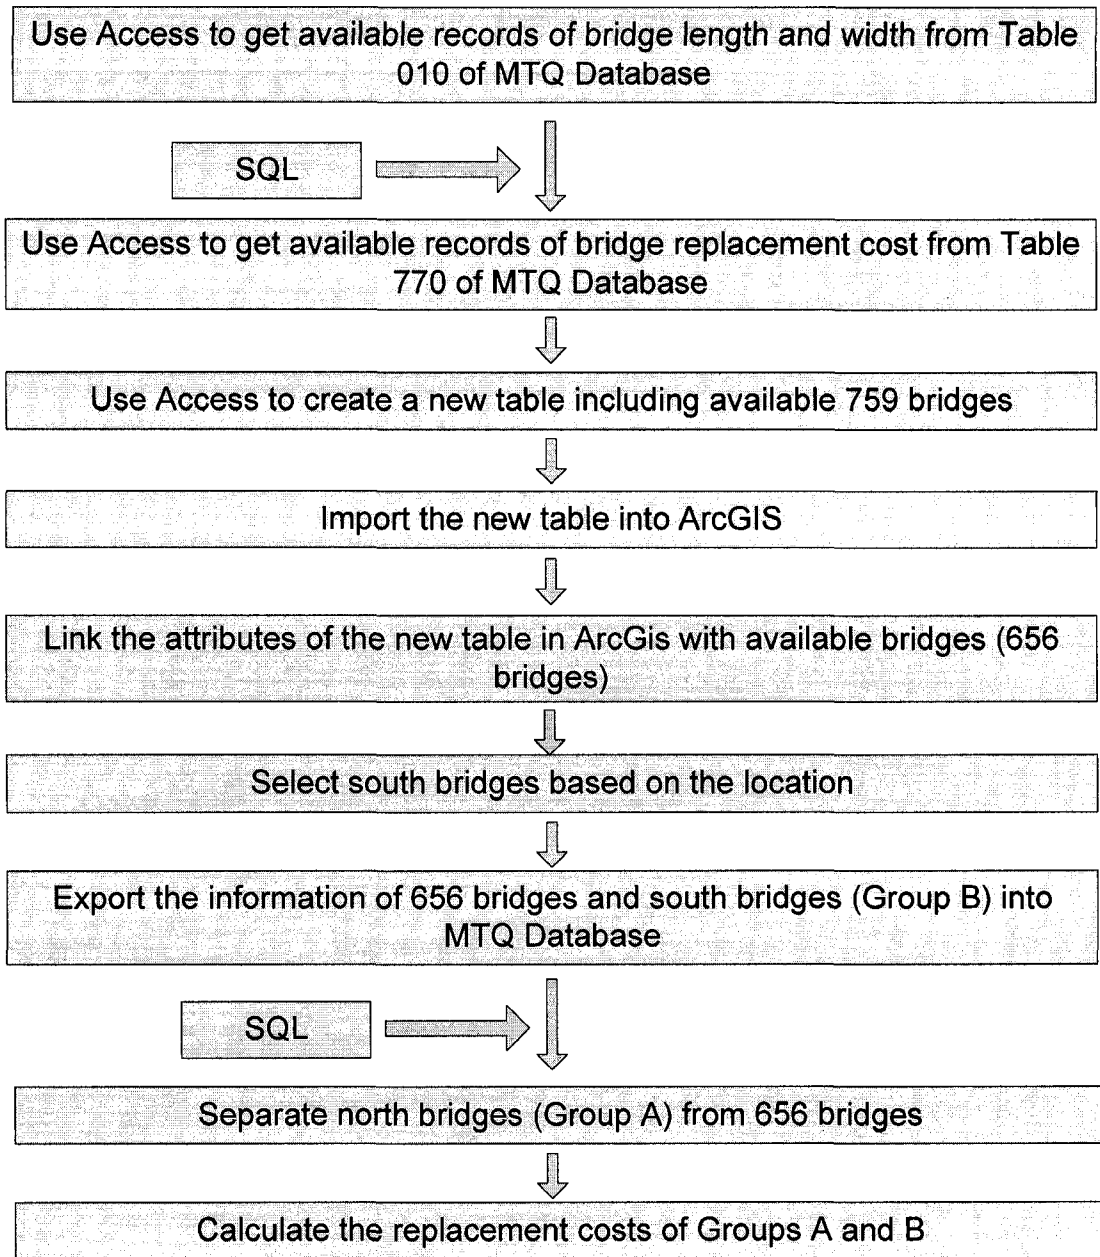 Use Access to get available records of bridge length and width from Table
010 of MTQ Database
SQL
Use Access to get available records of bridge replacement cost from Table
770 of MTQ Database
Use Access to create a new table including available 759 bridges
Import the new table into ArcGIS
Link the attributes of the new table in ArcGis with available bridges (656
bridges)
Select south bridges based on the location
Export the information of 656 bridges and south bridges (Group B) into
MTQ Database
SQL
Separate north bridges (Group A) from 656 bridges
Calculate the replacement costs of Groups A and B